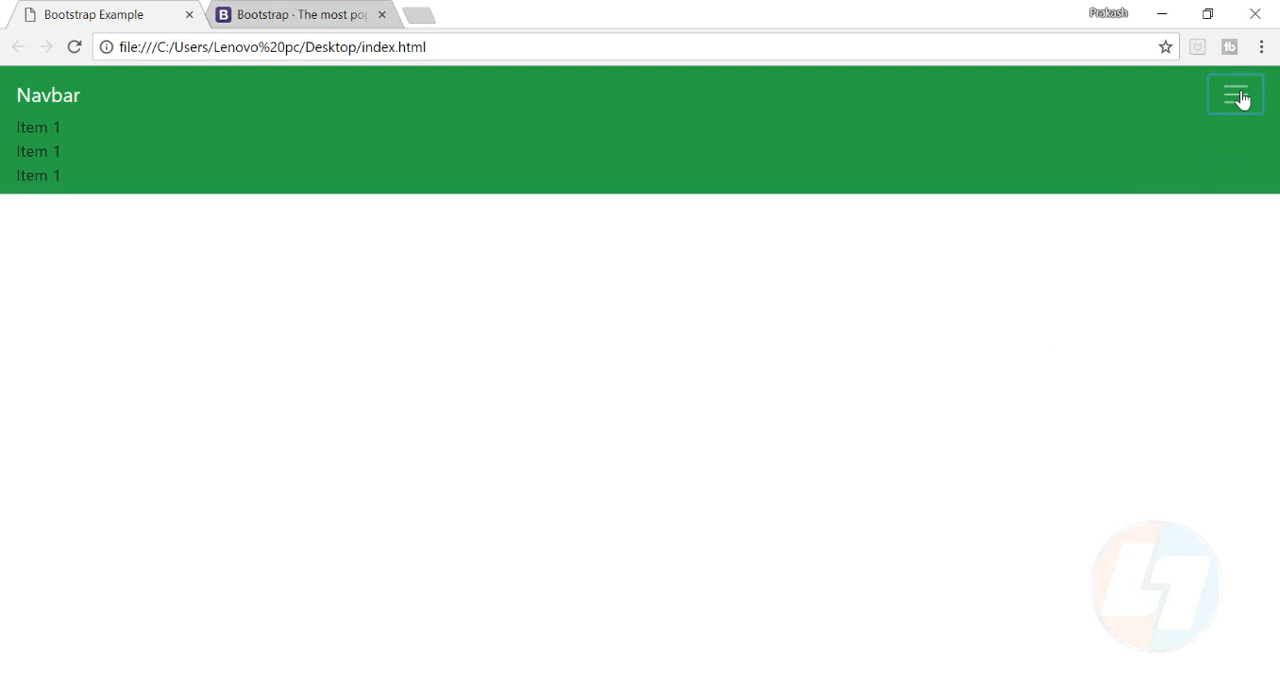 Bootstrap Example
Bootstrap · The most pop
Prakash
file:///C:/Users/Lenovo%20pc/Desktop/index.html
Navbar
Item 1
Item 1
Item 1